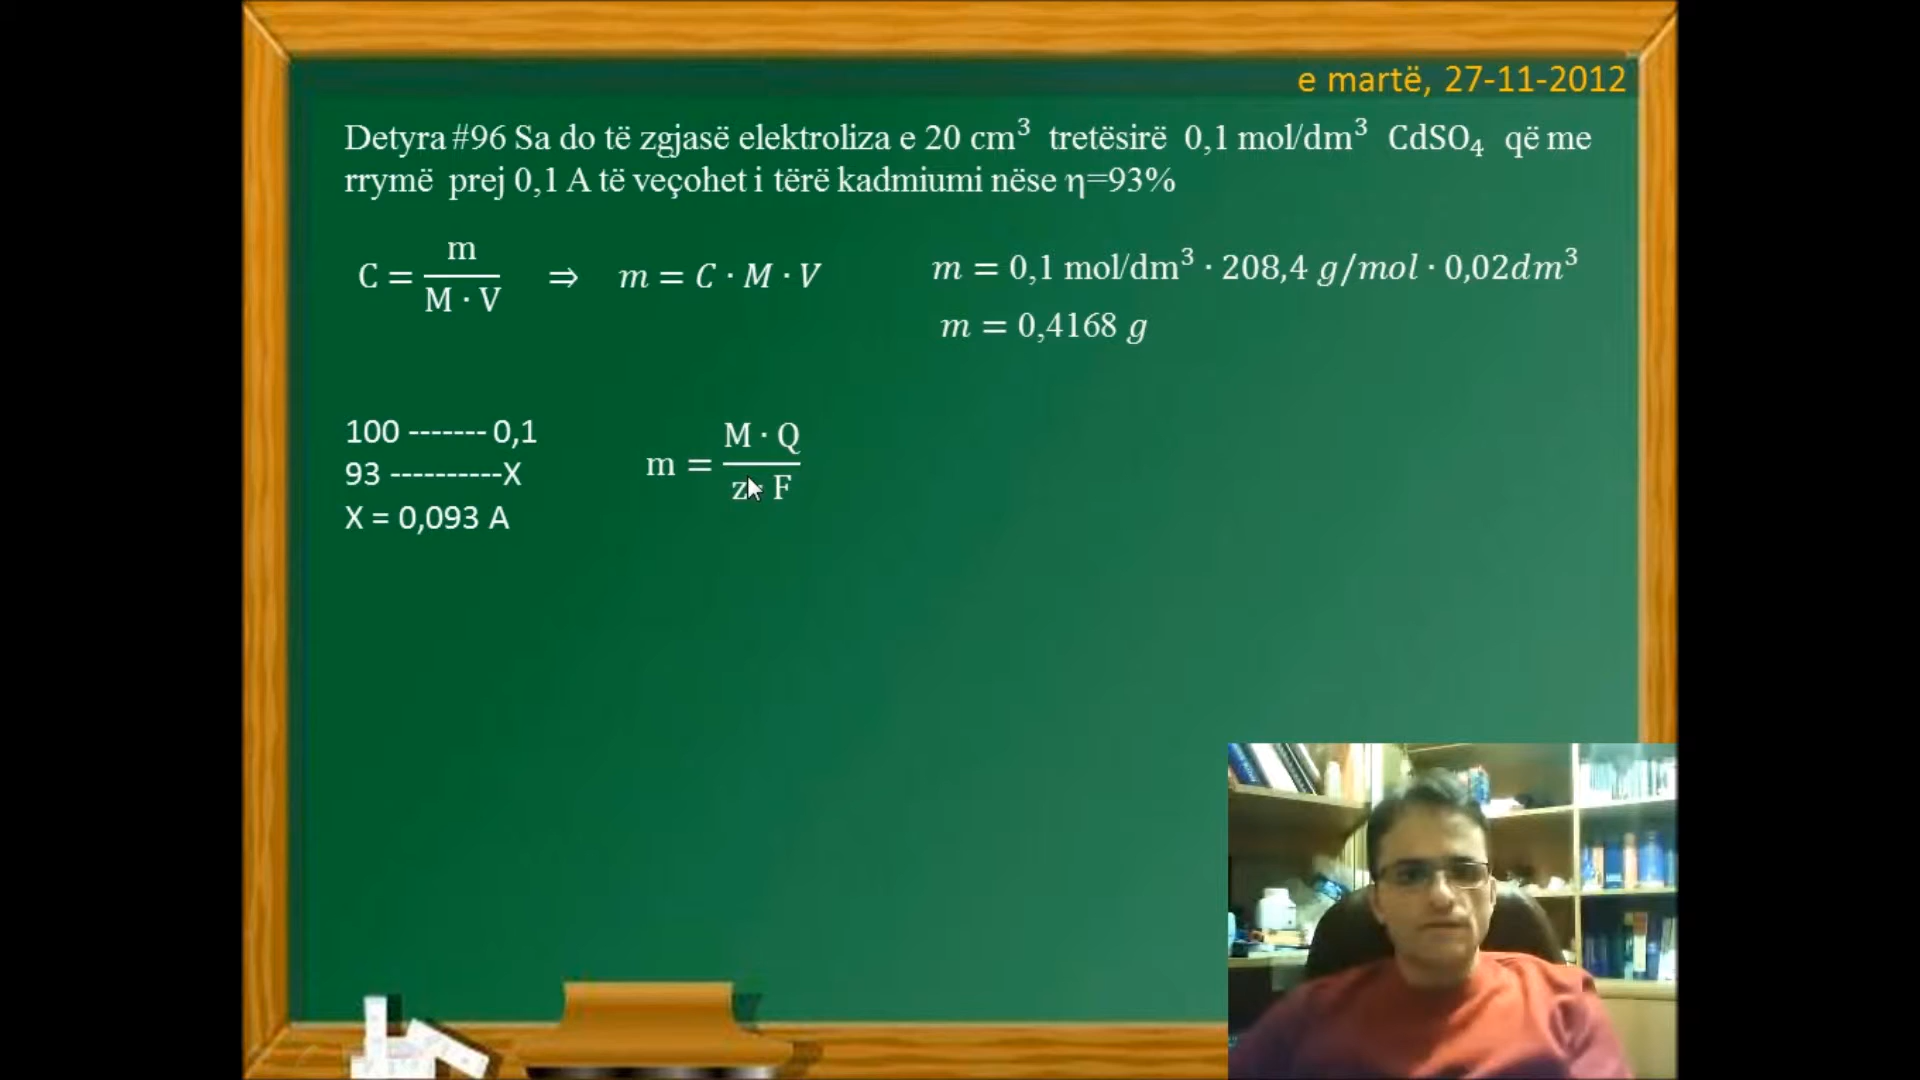 e martë, 27-11-2012
Detyra #96 Sa do të zgjasë elektroliza e 20 cm³ tretësirë 0,1 mol/dm³ CdSO₄ që me
rrymë prej 0,1 A të veçohet i tërë kadmiumi nëse η=93%
C = m / M · V ⇒ m = C · M · V
m = 0,1 mol/dm³ · 208,4 g/mol · 0,02dm³
m = 0,4168 g
100 ------- 0,1
93 ----------X
X = 0,093 A
m = M · Q / z · F